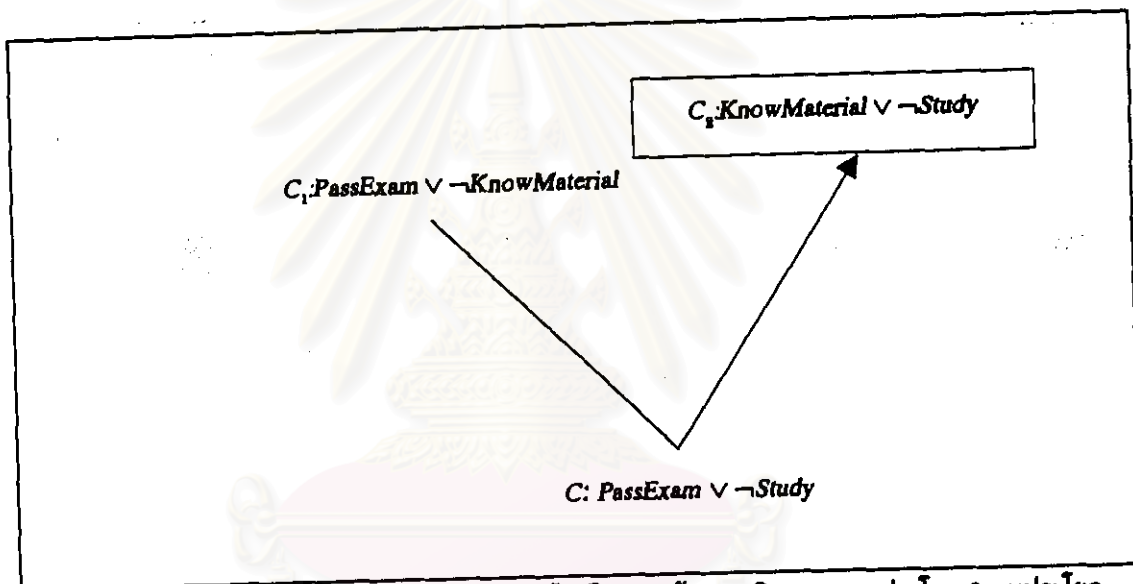 C₂:KnowMaterial ∨ ¬Study
C₁:PassExam ∨ ¬KnowMaterial
C: PassExam ∨ ¬Study